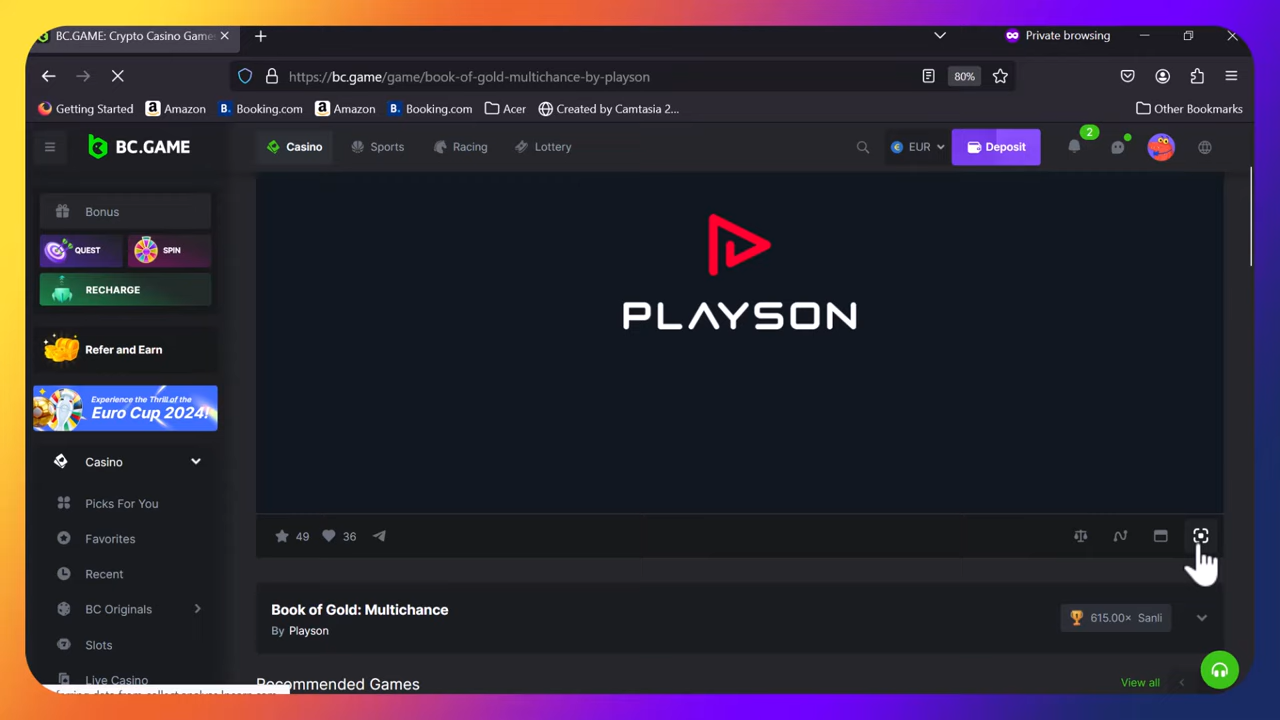 BC.GAME: Crypto Casino Games
Private browsing
https://bc.game/game/book-of-gold-multichance-by-playson
80%
Getting Started
Amazon
Booking.com
Amazon
Booking.com
Acer
Created by Camtasia 2...
Other Bookmarks
BC.GAME
Casino
Sports
Racing
Lottery
EUR
Deposit
2
Bonus
QUEST
SPIN
RECHARGE
Refer and Earn
Experience the Thrill of the
Euro Cup 2024!
Casino
Picks For You
Favorites
Recent
BC Originals
Slots
Live Casino
PLAYSON
49
36
Book of Gold: Multichance
By Playson
615.00× Sanli
Recommended Games
View all